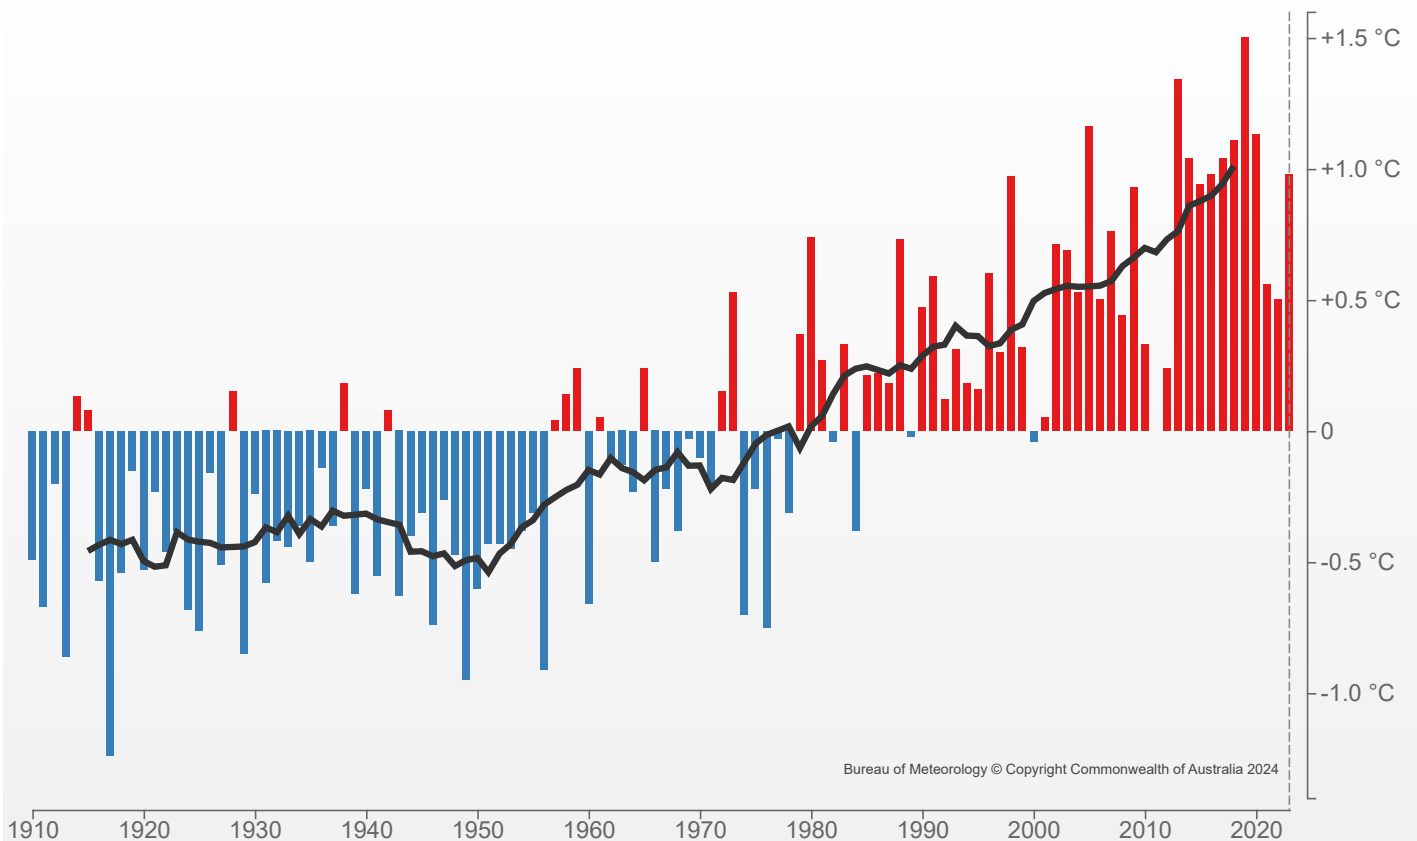 +1.5 °C
+1.0 °C
+0.5 °C
0
-0.5 °C
-1.0 °C
Bureau of Meteorology © Copyright Commonwealth of Australia 2024
1910 1920 1930 1940 1950 1960 1970 1980 1990 2000 2010 2020